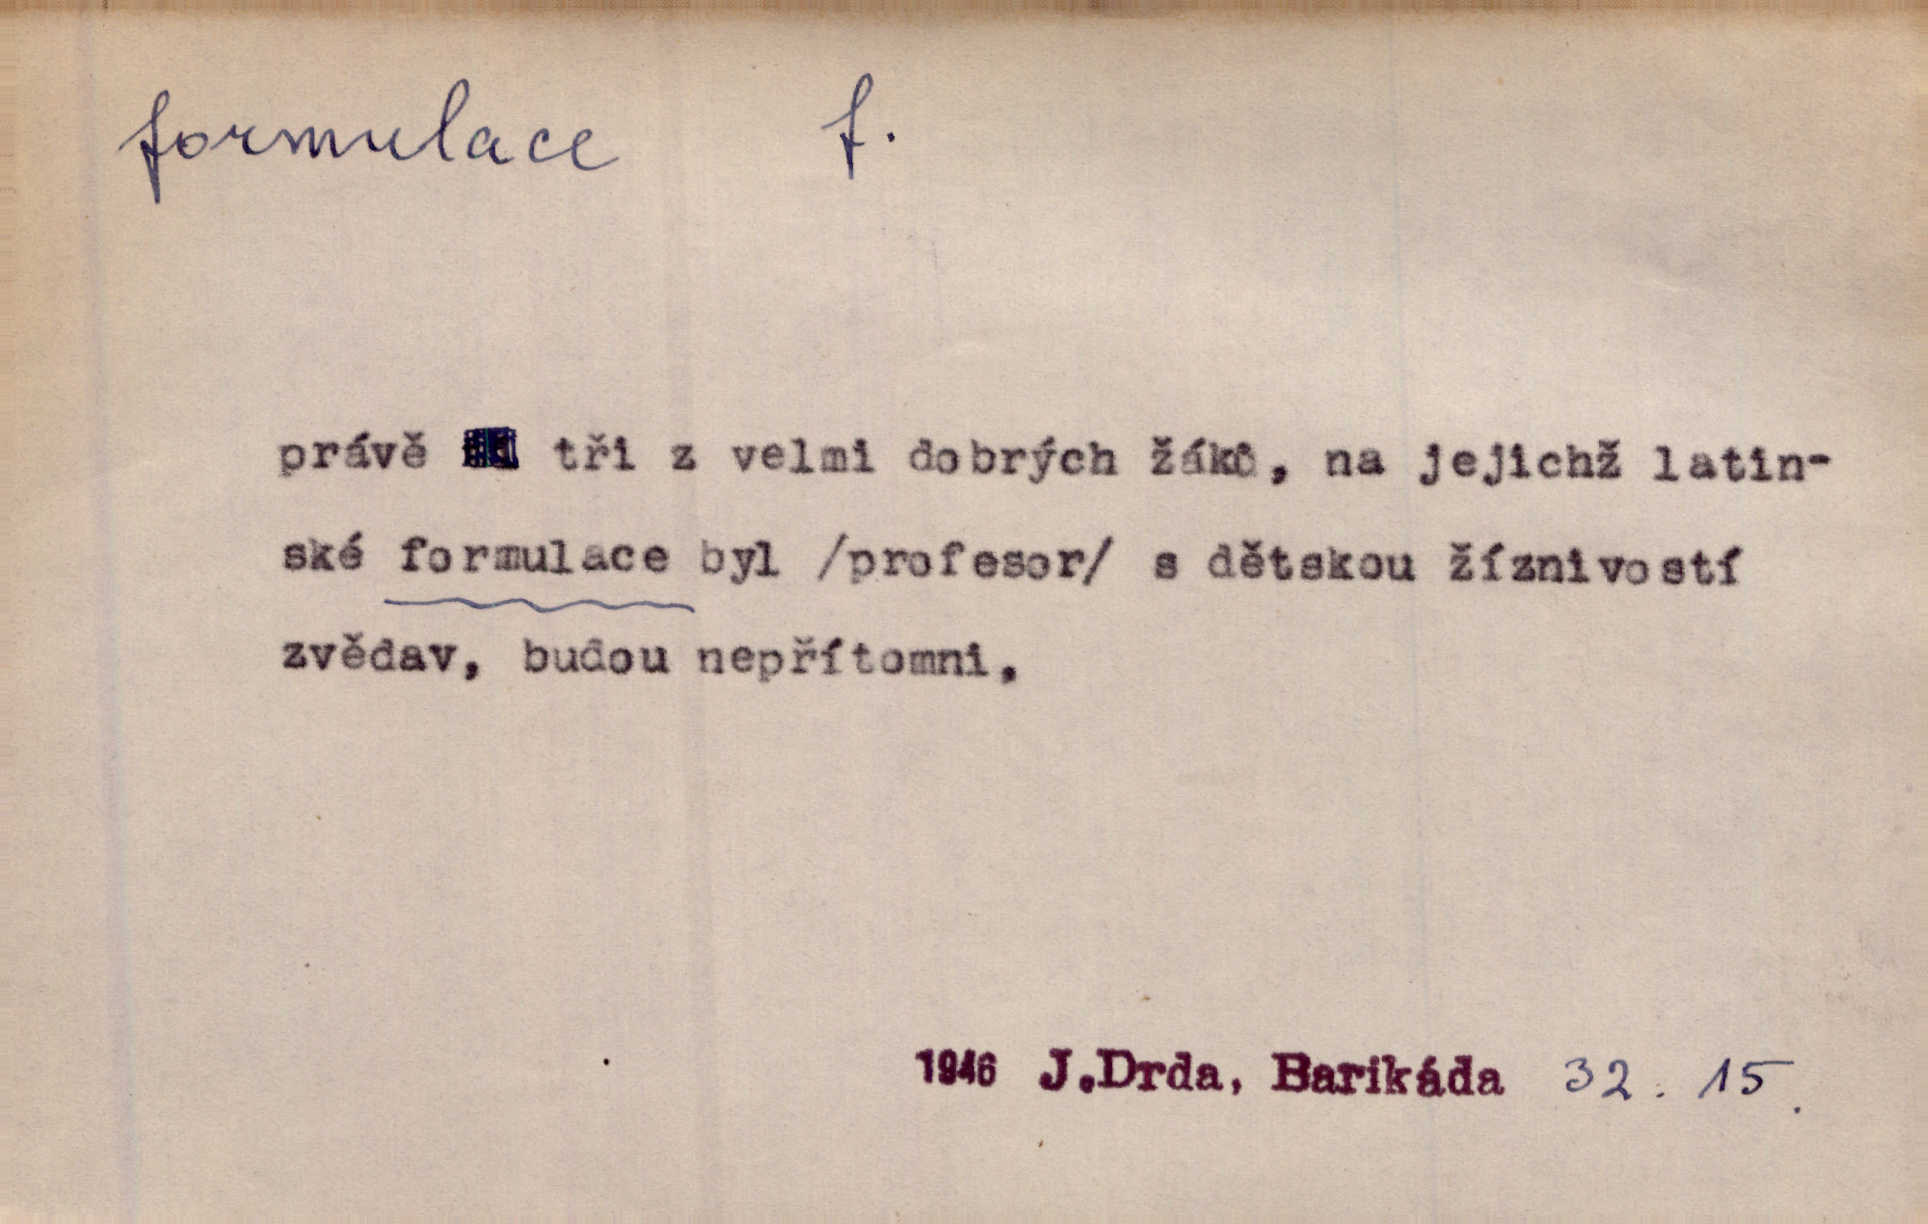 formulace f.
právě tři z velmi dobrých žáků, na jejichž latin-
ské formulace byl /profesor/ s dětskou žíznivostí
zvědav, budou nepřítomni.
1946 J.Drda, Barikáda 32. 15.